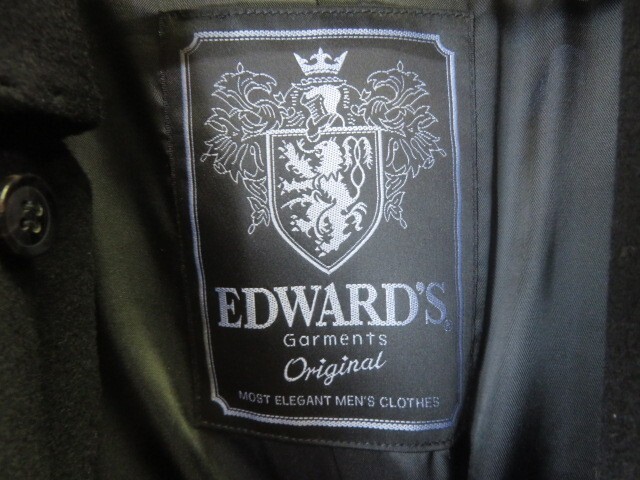 EDWARD'S
Garments
Original
MOST ELEGANT MEN'S CLOTHES